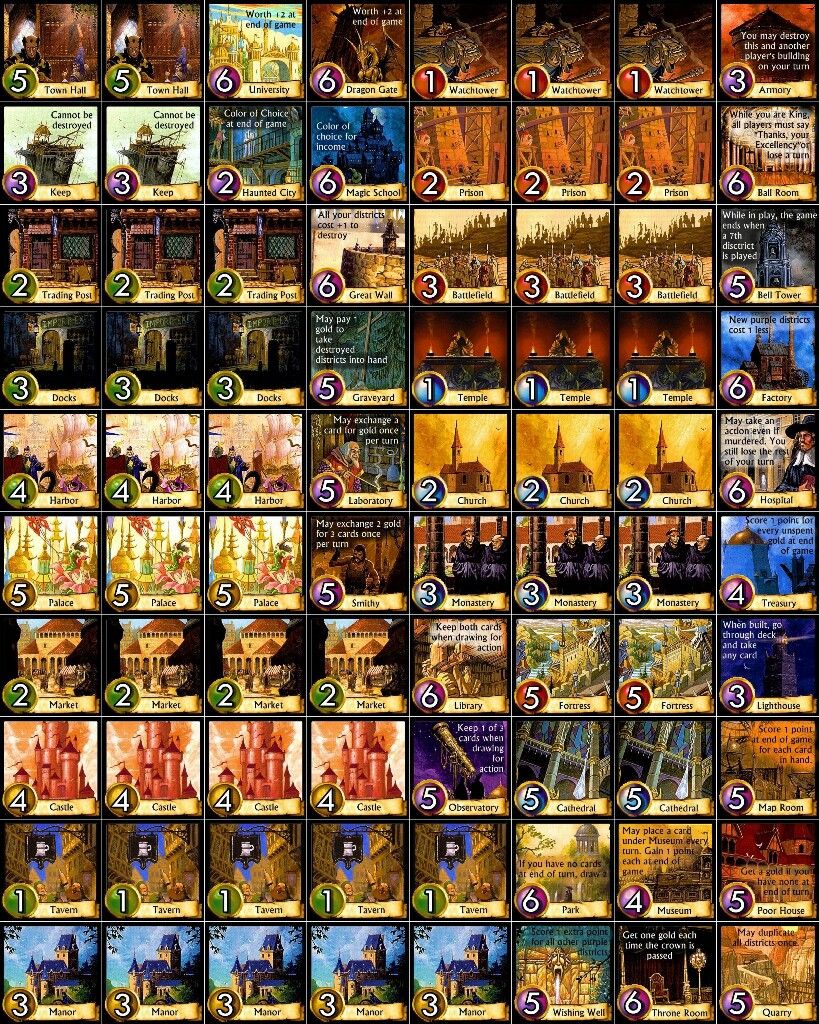 5 Town Hall
5 Town Hall
Worth +2 at
end of game
6 University
Worth +2 at
end of game
6 Dragon Gate
1 Watchtower
1 Watchtower
1 Watchtower
You may destroy
this and another
player's building
on your turn
3 Armory
Cannot be
destroyed
3 Keep
Cannot be
destroyed
3 Keep
Color of Choice
at end of game
2 Haunted City
Color of
choice for
income
6 Magic School
2 Prison
2 Prison
2 Prison
While you are King,
all players must say
"Thanks, your
Excellency"or
lose a turn
6 Ball Room
2 Trading Post
2 Trading Post
2 Trading Post
All your districts
cost +1 to
destroy
6 Great Wall
3 Battlefield
3 Battlefield
3 Battlefield
While in play, the game
ends when
a 7th
disctrict
is played
5 Bell Tower
3 Docks
3 Docks
3 Docks
May pay 1
gold to
take
destroyed
districts into hand
5 Graveyard
1 Temple
1 Temple
1 Temple
New purple districts
cost 1 less
6 Factory
4 Harbor
4 Harbor
4 Harbor
May exchange a
card for gold once
per turn
5 Laboratory
2 Church
2 Church
2 Church
May take an
action even if
murdered. You
still lose the rest
of your turn
6 Hospital
5 Palace
5 Palace
5 Palace
May exchange 2 gold
for 3 cards once
per turn
5 Smithy
3 Monastery
3 Monastery
3 Monastery
Score 1 point for
every unspent
gold at end
of game
4 Treasury
2 Market
2 Market
2 Market
2 Market
Keep both cards
when drawing for
action
6 Library
5 Fortress
5 Fortress
When built, go
through deck
and take
any card
3 Lighthouse
4 Castle
4 Castle
4 Castle
4 Castle
Keep 1 of 3
cards when
drawing
for
action
5 Observatory
5 Cathedral
5 Cathedral
Score 1 point
at end of game
for each card
in hand.
5 Map Room
1 Tavern
1 Tavern
1 Tavern
1 Tavern
1 Tavern
If you have no cards
at end of turn, draw 2
6 Park
May place a card
under Museum every
turn. Gain 1 point
each at end of
game
4 Museum
Get a gold if you
have none at
end of turn
5 Poor House
3 Manor
3 Manor
3 Manor
3 Manor
3 Manor
Score 1 extra point
for all other purple
districts
5 Wishing Well
Get one gold each
time the crown is
passed
6 Throne Room
May duplicate
all districts once
5 Quarry